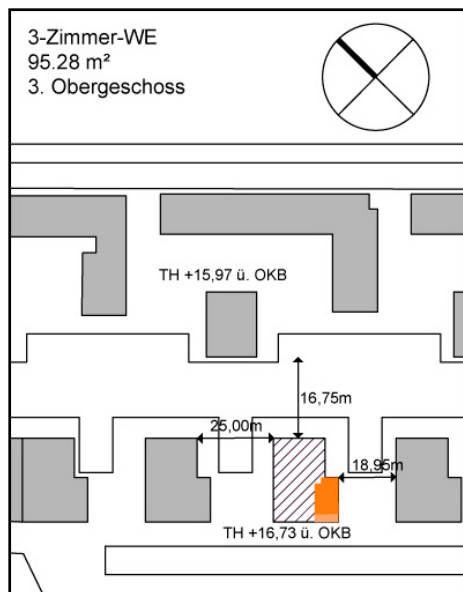 3-Zimmer-WE
95.28 m²
3. Obergeschoss
TH +15,97 ü. OKB
16,75m
25,00m
18,95m
TH +16,73 ü. OKB